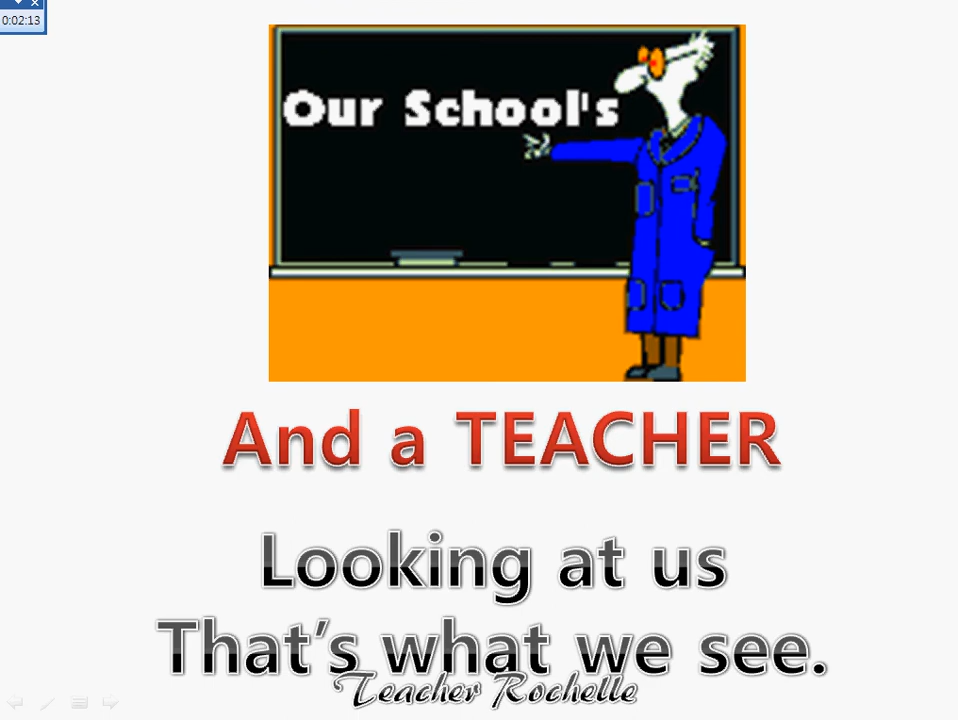 0:02:13
Our School's
And a TEACHER
Looking at us
That's what we see.
Teacher Rochelle